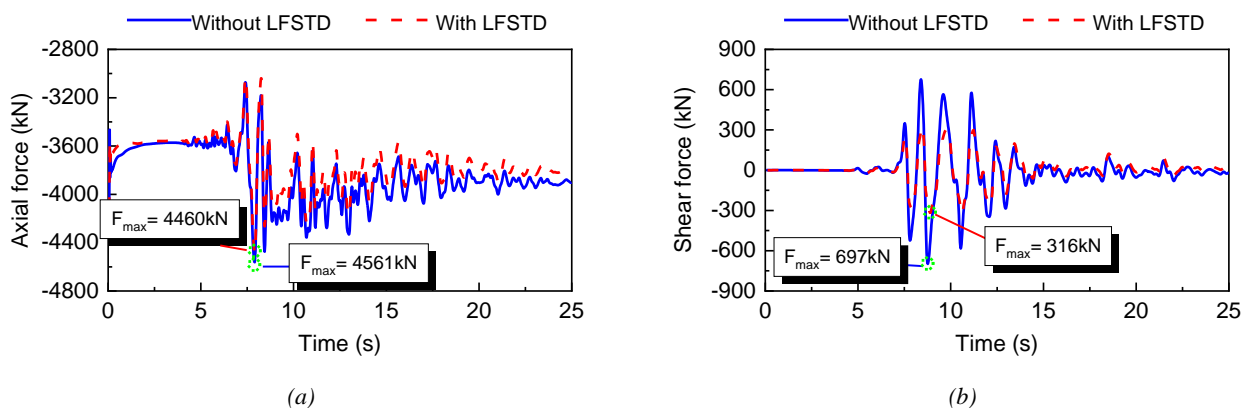 Without LFSTD With LFSTD
-2800
-3200
-3600
-4000
-4400
-4800
Axial force (kN)
Fmax= 4460kN
Fmax= 4561kN
0 5 10 15 20 25
Time (s)
(a)
Without LFSTD With LFSTD
900
600
300
0
-300
-600
-900
Shear force (kN)
Fmax= 316kN
Fmax= 697kN
0 5 10 15 20 25
Time (s)
(b)